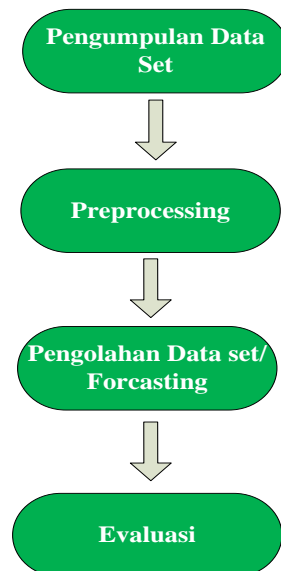 Pengumpulan Data
Set
Preprocessing
Pengolahan Data set/
Forcasting
Evaluasi